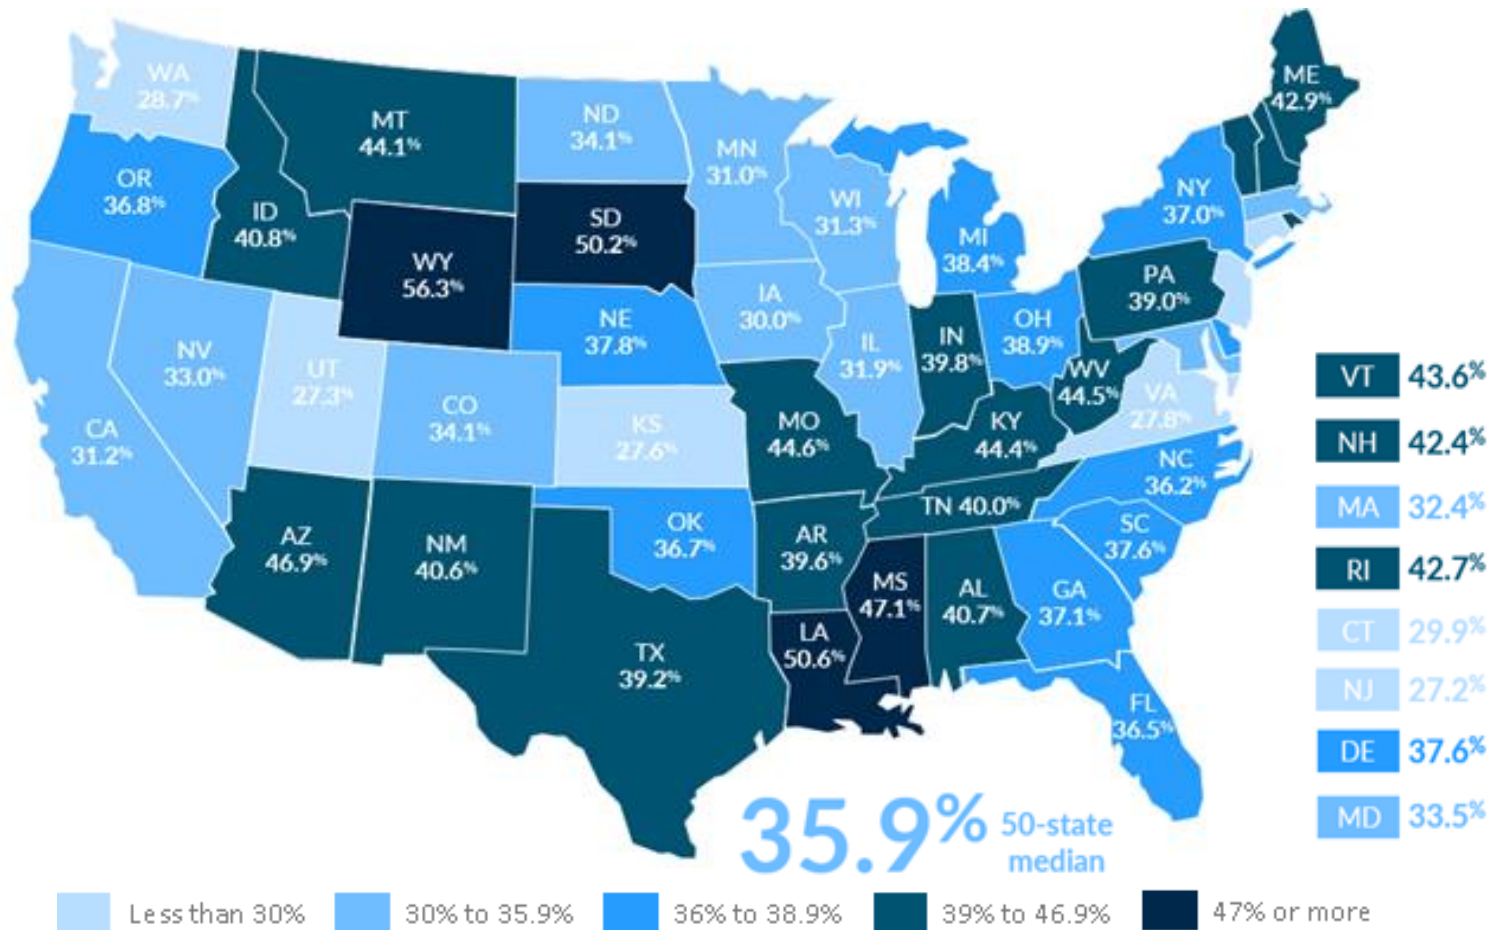 WA
28.7%
MT
44.1%
ND
34.1%
MN
31.0%
ME
42.9%
OR
36.8%
ID
40.8%
WY
56.3%
SD
50.2%
WI
31.3%
MI
38.4%
NY
37.0%
PA
39.0%
NE
37.8%
IA
30.0%
IL
31.9%
IN
39.8%
OH
38.9%
WV
44.5%
VA
27.8%
NV
33.0%
UT
27.3%
CO
34.1%
KS
27.6%
MO
44.6%
KY
44.4%
CA
31.2%
NC
36.2%
TN 40.0%
SC
37.6%
AZ
46.9%
NM
40.6%
OK
36.7%
AR
39.6%
MS
47.1%
AL
40.7%
GA
37.1%
TX
39.2%
LA
50.6%
FL
36.5%
VT 43.6%
NH 42.4%
MA 32.4%
RI 42.7%
CT 29.9%
NJ 27.2%
DE 37.6%
MD 33.5%
35.9% 50-state
median
Less than 30% 30% to 35.9% 36% to 38.9% 39% to 46.9% 47% or more